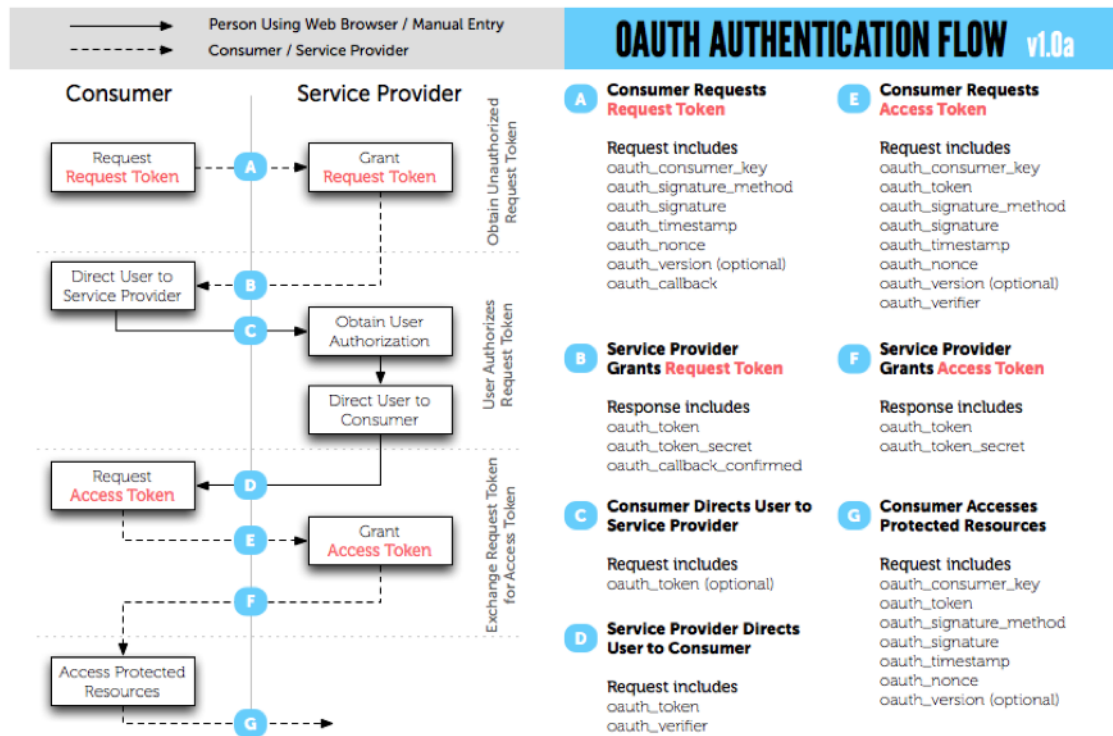 Person Using Web Browser / Manual Entry
Consumer / Service Provider
OAUTH AUTHENTICATION FLOW v1.0a
Consumer
Service Provider
Request
Request Token
A
Grant
Request Token
Obtain Unauthorized
Request Token
Direct User to
Service Provider
B
C
Obtain User
Authorization
Direct User to
Consumer
User Authorizes
Request Token
Request
Access Token
D
E
Grant
Access Token
F
Exchange Request Token
for Access Token
Access Protected
Resources
G
A
Consumer Requests
Request Token
Request includes
oauth_consumer_key
oauth_signature_method
oauth_signature
oauth_timestamp
oauth_nonce
oauth_version (optional)
oauth_callback
B
Service Provider
Grants Request Token
Response includes
oauth_token
oauth_token_secret
oauth_callback_confirmed
C
Consumer Directs User to
Service Provider
Request includes
oauth_token (optional)
D
Service Provider Directs
User to Consumer
Request includes
oauth_token
oauth_verifier
E
Consumer Requests
Access Token
Request includes
oauth_consumer_key
oauth_token
oauth_signature_method
oauth_signature
oauth_timestamp
oauth_nonce
oauth_version (optional)
oauth_verifier
F
Service Provider
Grants Access Token
Response includes
oauth_token
oauth_token_secret
G
Consumer Accesses
Protected Resources
Request includes
oauth_consumer_key
oauth_token
oauth_signature_method
oauth_signature
oauth_timestamp
oauth_nonce
oauth_version (optional)